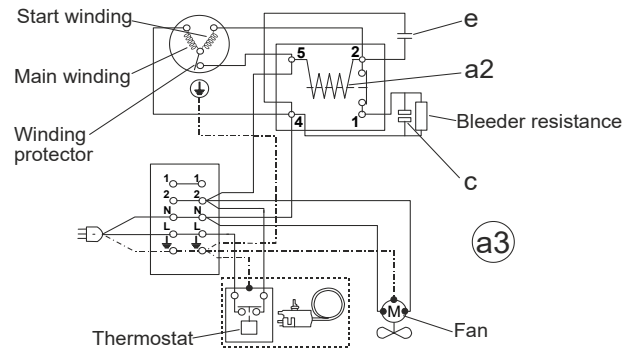 Start winding
e
5 2
a2
Main winding
Winding
protector
4 1
Bleeder resistance
c
1 1
2 2
N N
L L
a3
M
Thermostat
Fan